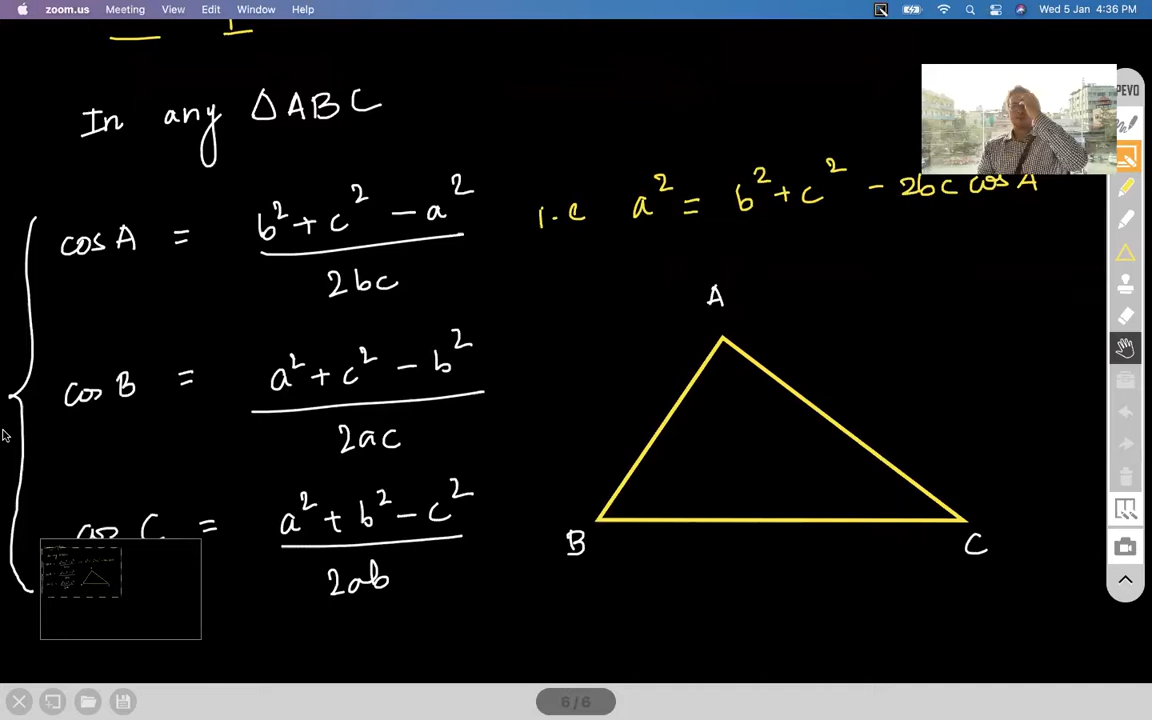 zoom.us Meeting View Edit Window Help Wed 5 Jan 4:36 PM
In any △ABC
cos A = (b² + c² - a²) / 2bc
i.e a² = b² + c² - 2bc cos A
cos B = (a² + c² - b²) / 2ac
cos C = (a² + b² - c²) / 2ab
A
B
C
6/6